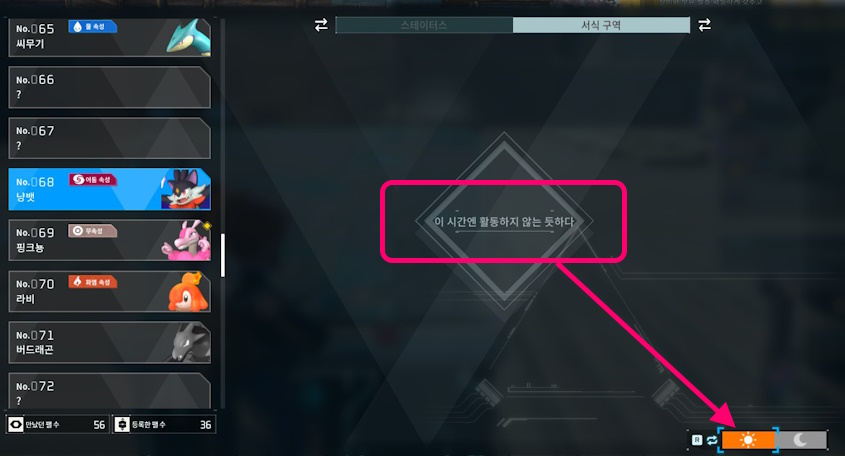 No.065
물 속성
씨무기
No.066
?
No.067
?
No.068
어둠 속성
냥뱃
No.069
무속성
핑크뇽
No.070
화염 속성
라비
No.071
버드래곤
No.072
?
만났던 팰 수 56
등록한 팰 수 36
스테이터스
서식 구역
이 시간엔 활동하지 않는 듯하다
R